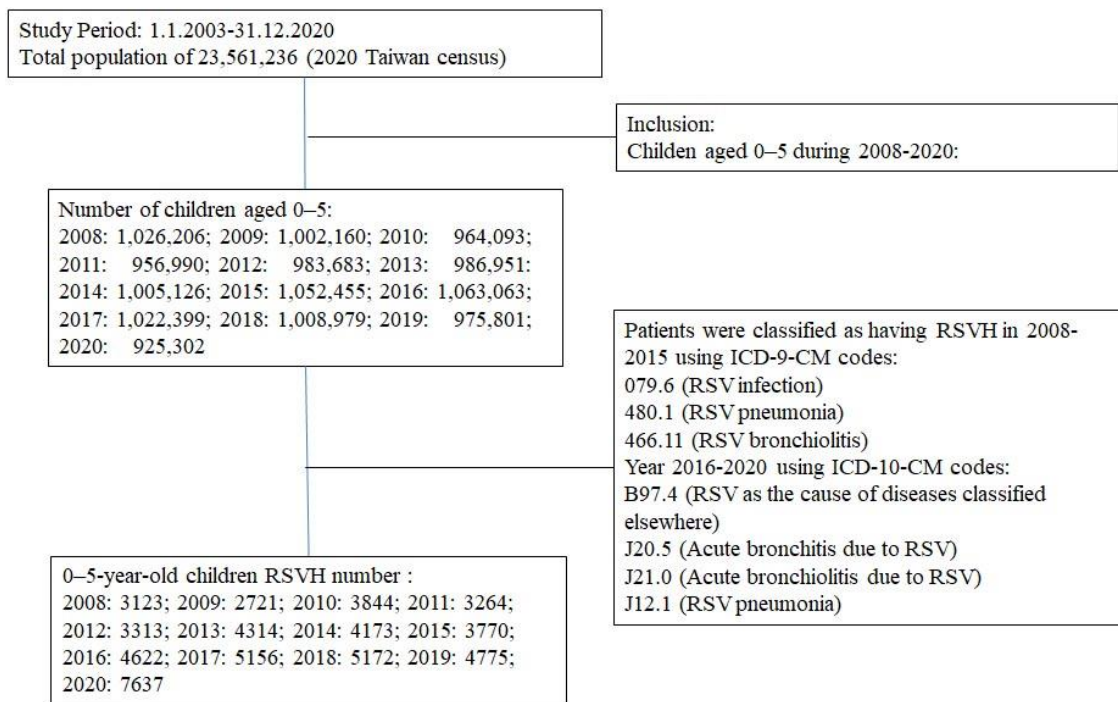 Study Period: 1.1.2003-31.12.2020
Total population of 23,561,236 (2020 Taiwan census)
Inclusion:
Childen aged 0–5 during 2008-2020:
Number of children aged 0–5:
2008: 1,026,206; 2009: 1,002,160; 2010: 964,093;
2011: 956,990; 2012: 983,683; 2013: 986,951:
2014: 1,005,126; 2015: 1,052,455; 2016: 1,063,063;
2017: 1,022,399; 2018: 1,008,979; 2019: 975,801;
2020: 925,302
Patients were classified as having RSVH in 2008-
2015 using ICD-9-CM codes:
079.6 (RSV infection)
480.1 (RSV pneumonia)
466.11 (RSV bronchiolitis)
Year 2016-2020 using ICD-10-CM codes:
B97.4 (RSV as the cause of diseases classified
elsewhere)
J20.5 (Acute bronchitis due to RSV)
J21.0 (Acute bronchiolitis due to RSV)
J12.1 (RSV pneumonia)
0–5-year-old children RSVH number :
2008: 3123; 2009: 2721; 2010: 3844; 2011: 3264;
2012: 3313; 2013: 4314; 2014: 4173; 2015: 3770;
2016: 4622; 2017: 5156; 2018: 5172; 2019: 4775;
2020: 7637